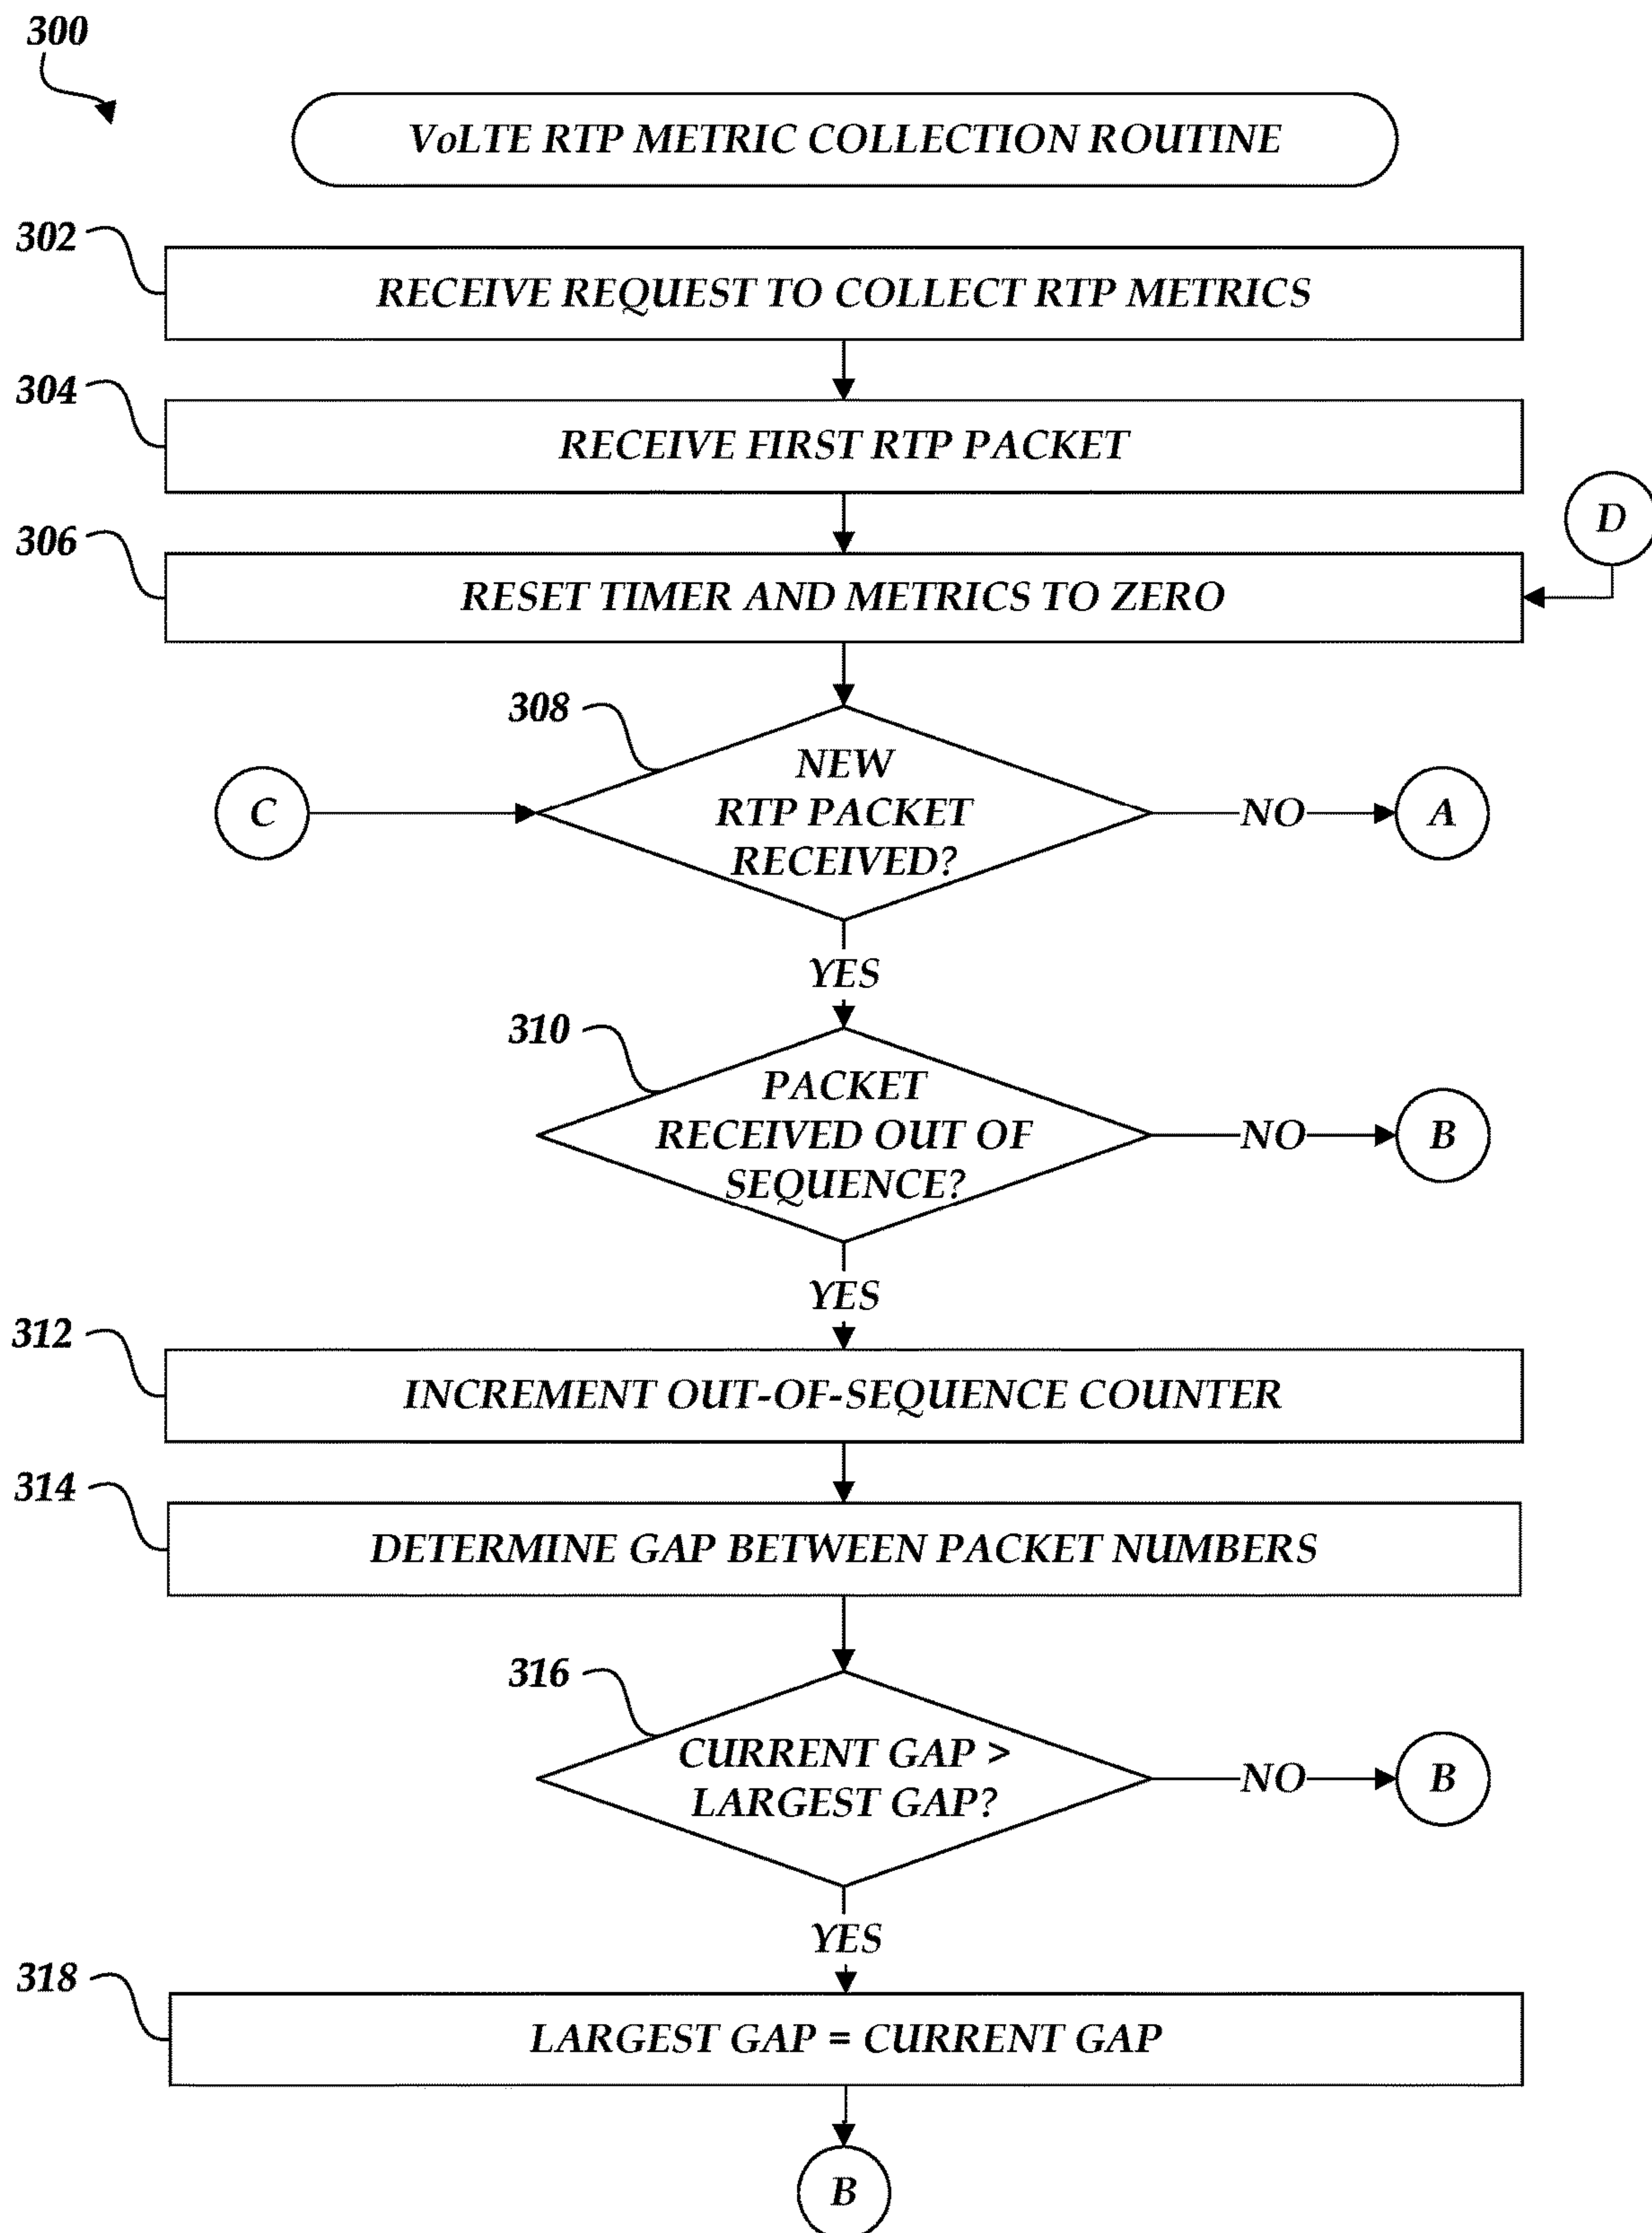 300
VoLTE RTP METRIC COLLECTION ROUTINE
302
RECEIVE REQUEST TO COLLECT RTP METRICS
304
RECEIVE FIRST RTP PACKET
D
306
RESET TIMER AND METRICS TO ZERO
308
NEW
RTP PACKET
RECEIVED?
C
NO
A
YES
310
PACKET
RECEIVED OUT OF
SEQUENCE?
NO
B
YES
312
INCREMENT OUT-OF-SEQUENCE COUNTER
314
DETERMINE GAP BETWEEN PACKET NUMBERS
316
CURRENT GAP >
LARGEST GAP?
NO
B
YES
318
LARGEST GAP = CURRENT GAP
B